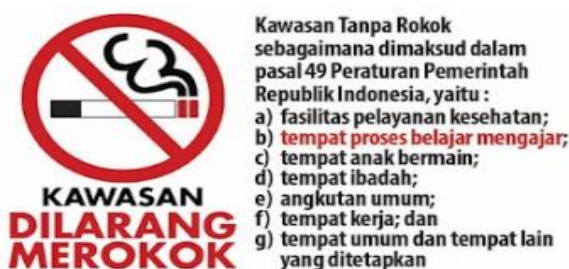 KAWASAN
DILARANG
MEROKOK
Kawasan Tanpa Rokok
sebagaimana dimaksud dalam
pasal 49 Peraturan Pemerintah
Republik Indonesia, yaitu :
a) fasilitas pelayanan kesehatan;
b) tempat proses belajar mengajar;
c) tempat anak bermain;
d) tempat ibadah;
e) angkutan umum;
f) tempat kerja; dan
g) tempat umum dan tempat lain
yang ditetapkan